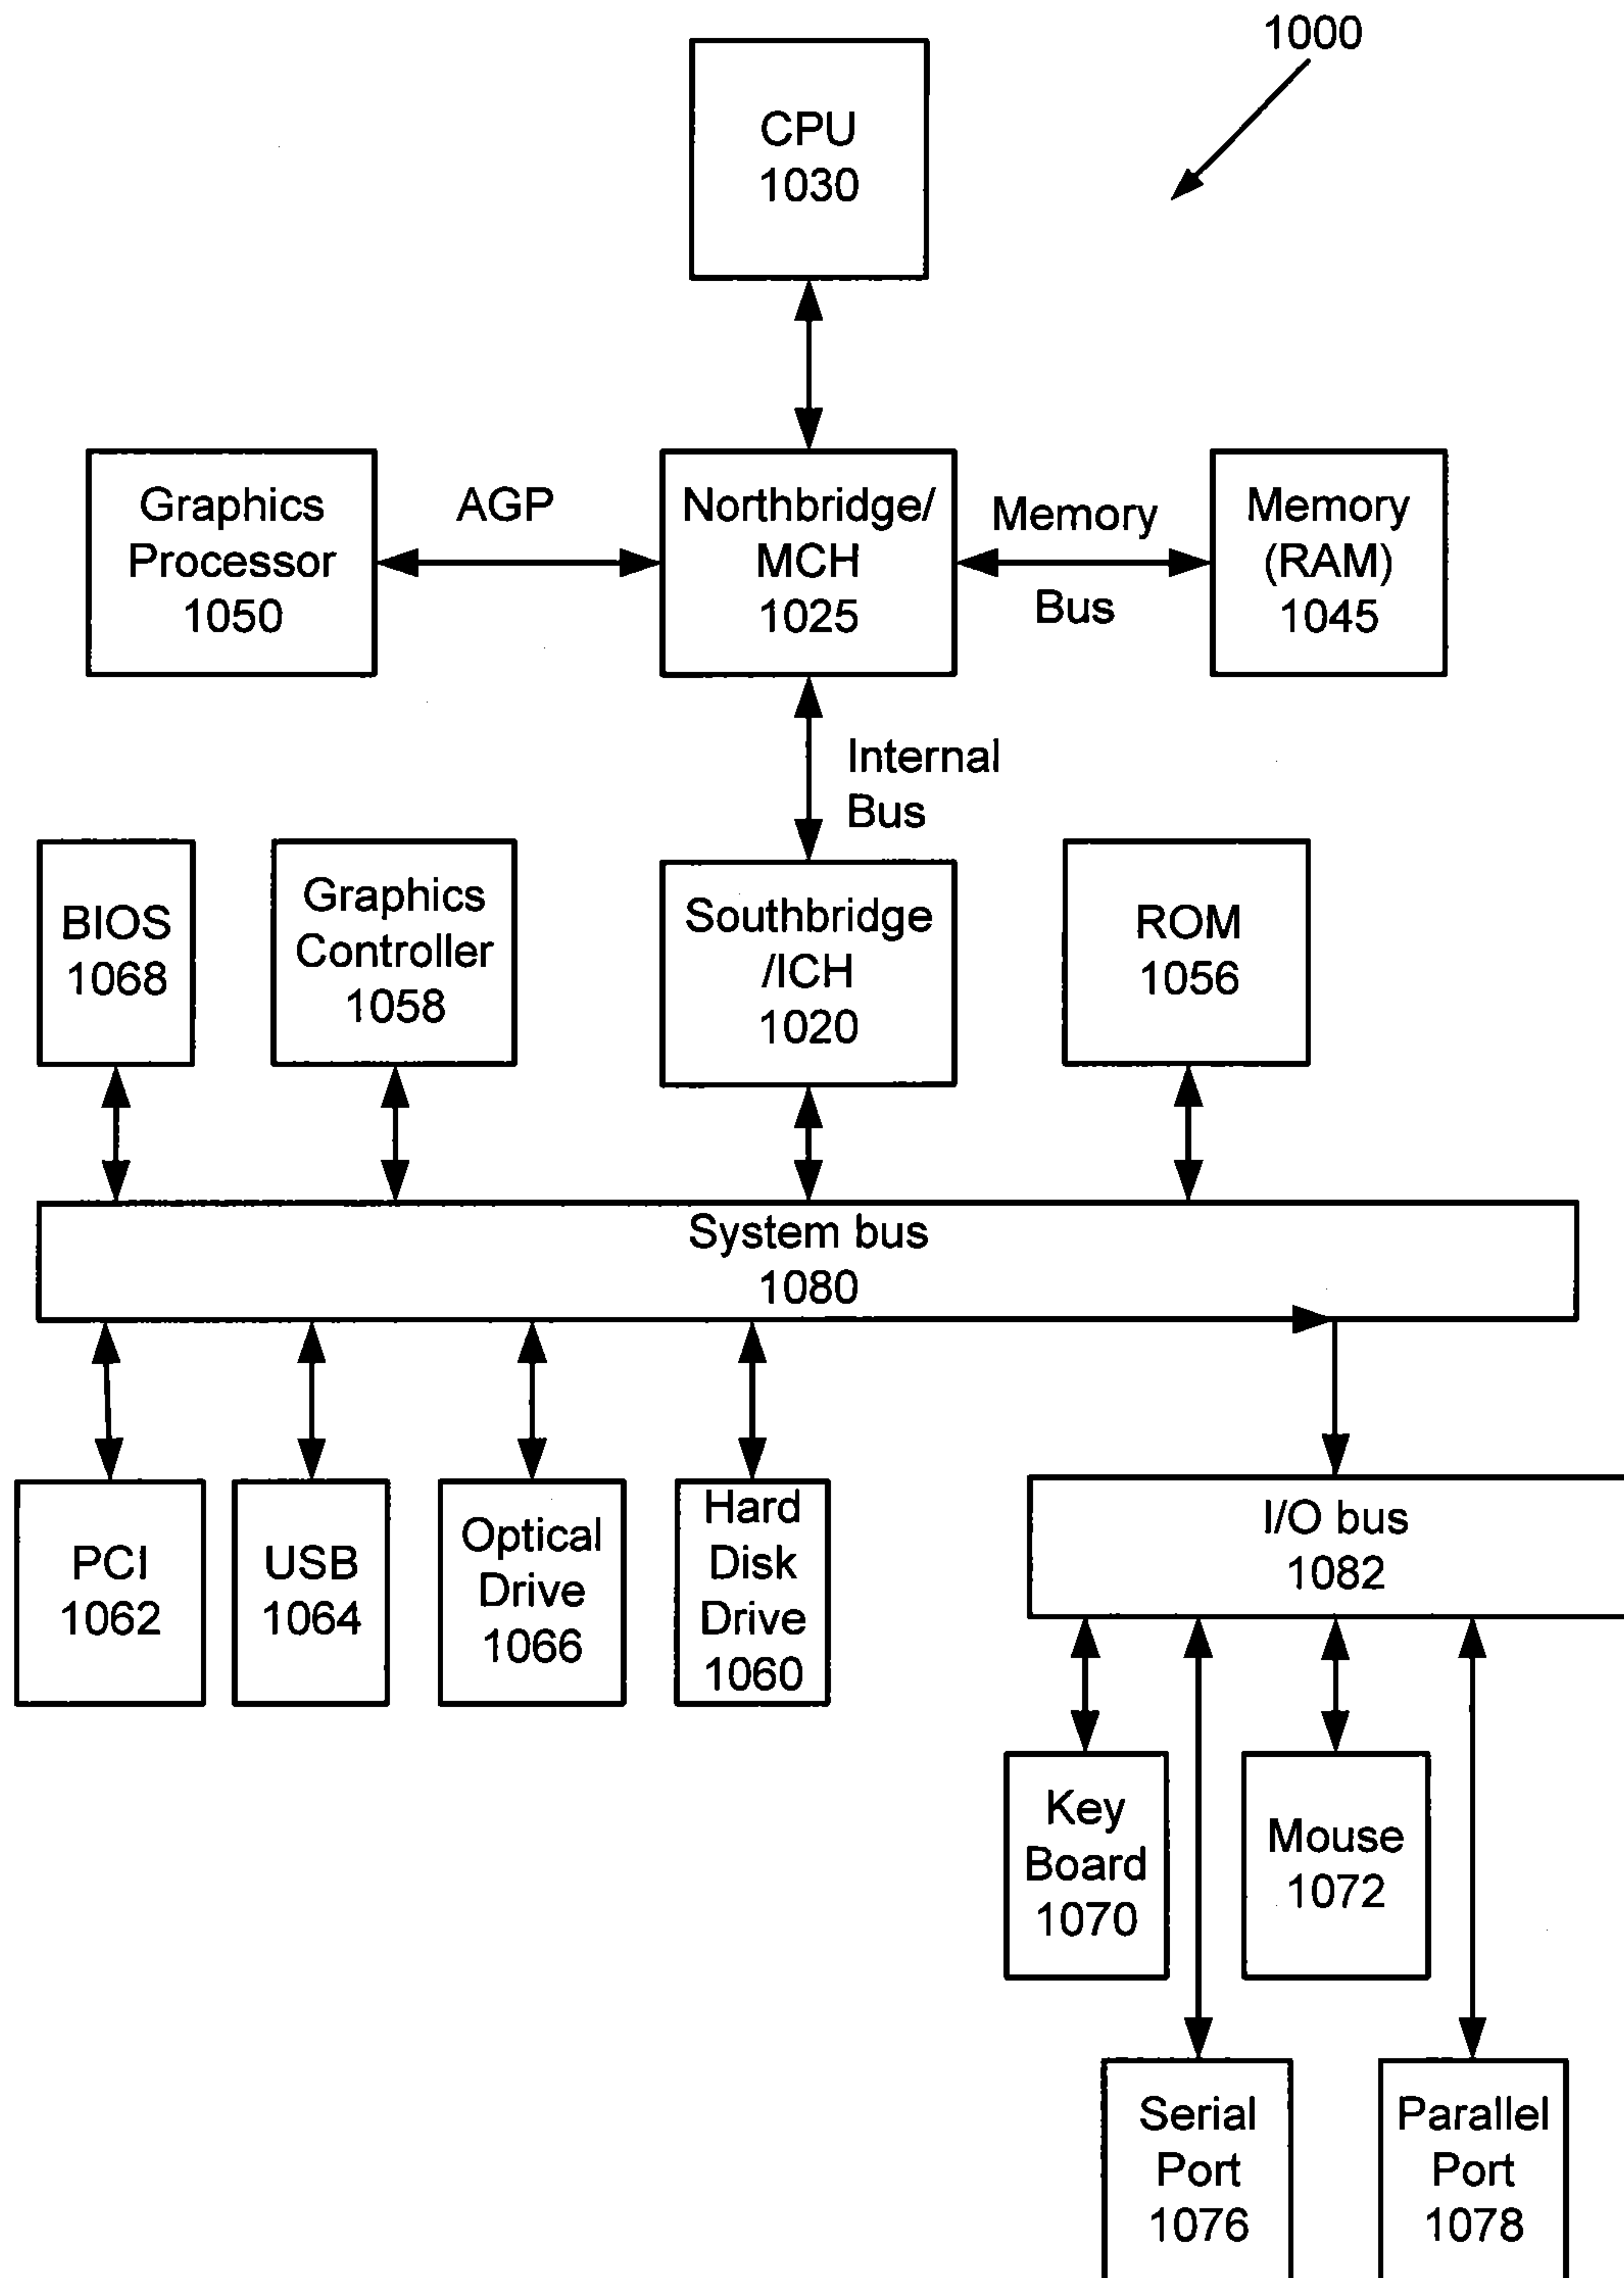 1000
CPU
1030
Graphics
Processor
1050
AGP
Northbridge/
MCH
1025
Memory
Bus
Memory
(RAM)
1045
Internal
Bus
BIOS
1068
Graphics
Controller
1058
Southbridge
/ICH
1020
ROM
1056
System bus
1080
PCI
1062
USB
1064
Optical
Drive
1066
Hard
Disk
Drive
1060
I/O bus
1082
Key
Board
1070
Mouse
1072
Serial
Port
1076
Parallel
Port
1078